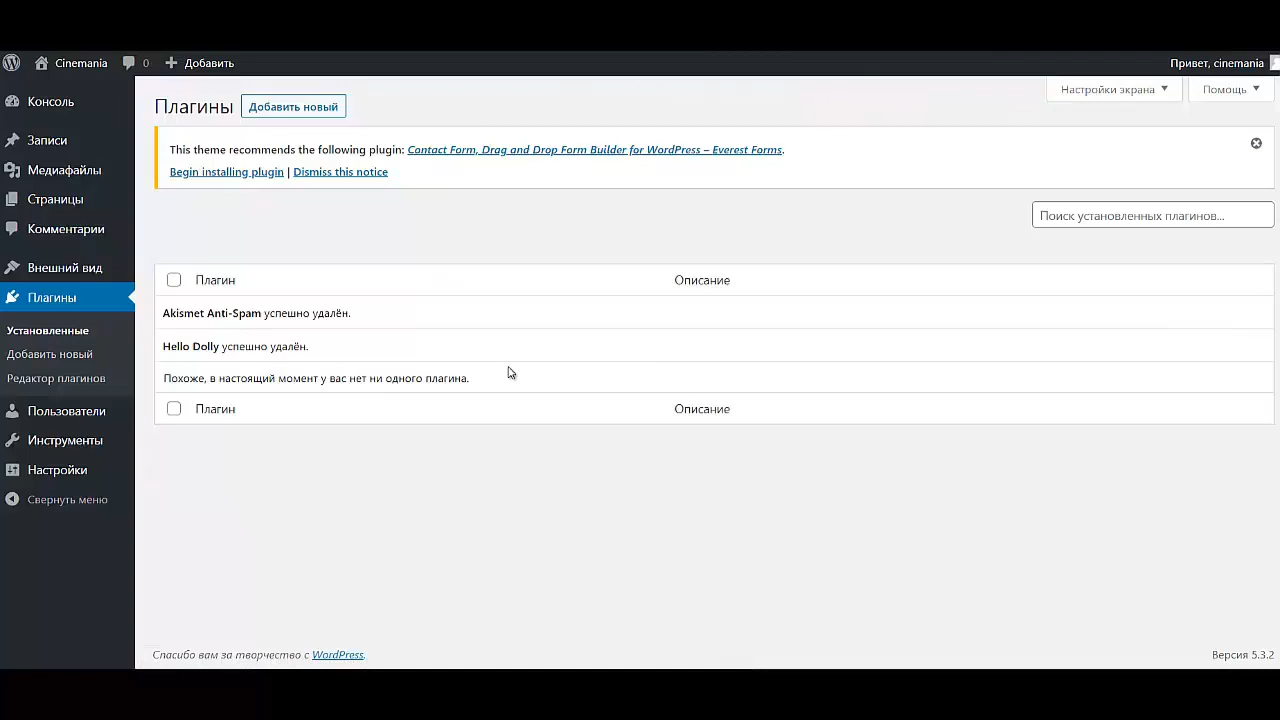 Cinemania 0 Добавить Привет, cinemania
Консоль
Записи
Медиафайлы
Страницы
Комментарии
Внешний вид
Плагины
Установленные
Добавить новый
Редактор плагинов
Пользователи
Инструменты
Настройки
Свернуть меню
Настройки экрана Помощь
Плагины Добавить новый
This theme recommends the following plugin: Contact Form, Drag and Drop Form Builder for WordPress – Everest Forms.
Begin installing plugin | Dismiss this notice
Поиск установленных плагинов...
Плагин Описание
Akismet Anti-Spam успешно удалён.
Hello Dolly успешно удалён.
Похоже, в настоящий момент у вас нет ни одного плагина.
Плагин Описание
Спасибо вам за творчество с WordPress. Версия 5.3.2